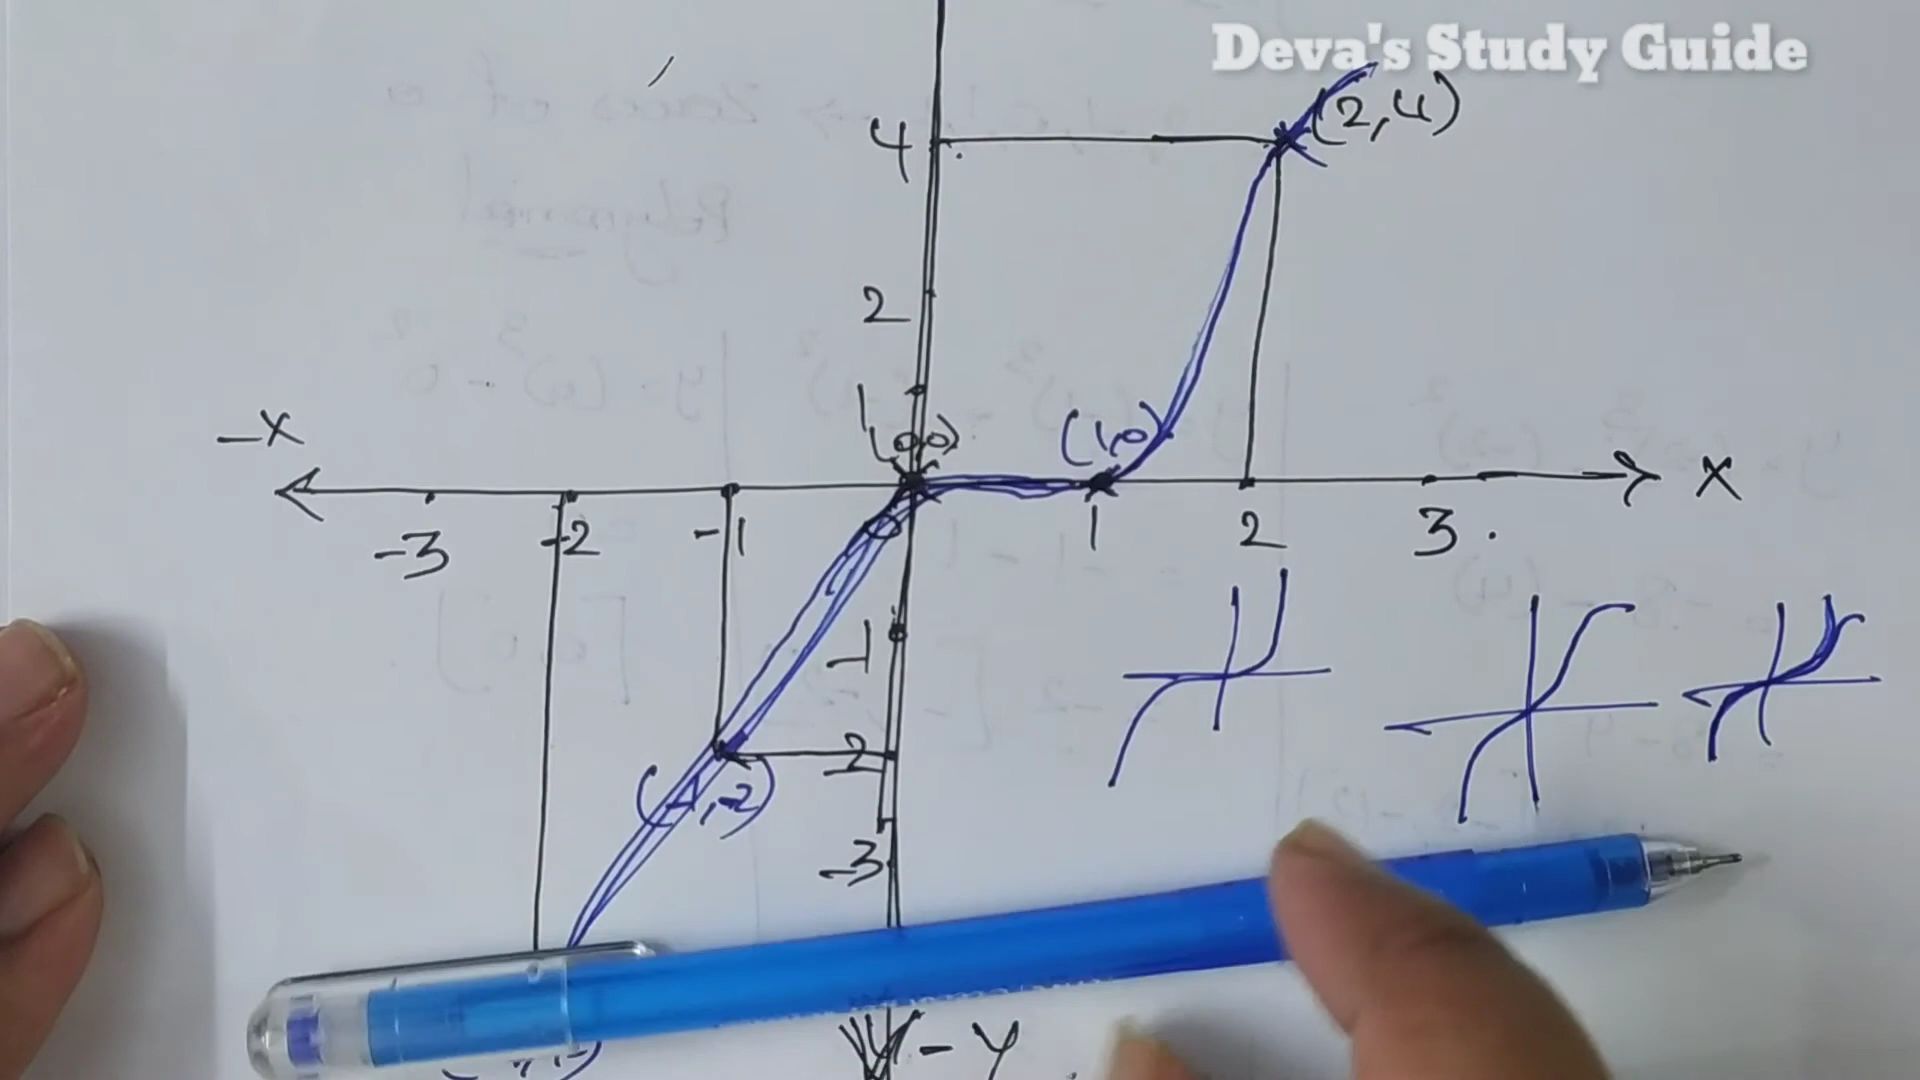 Deva's Study Guide
(2,4)
4
2
1
(0,0) (1,0)
-X X
-3 -2 -1 1 2 3
-1
-2
(-1,-2)
-3
-Y